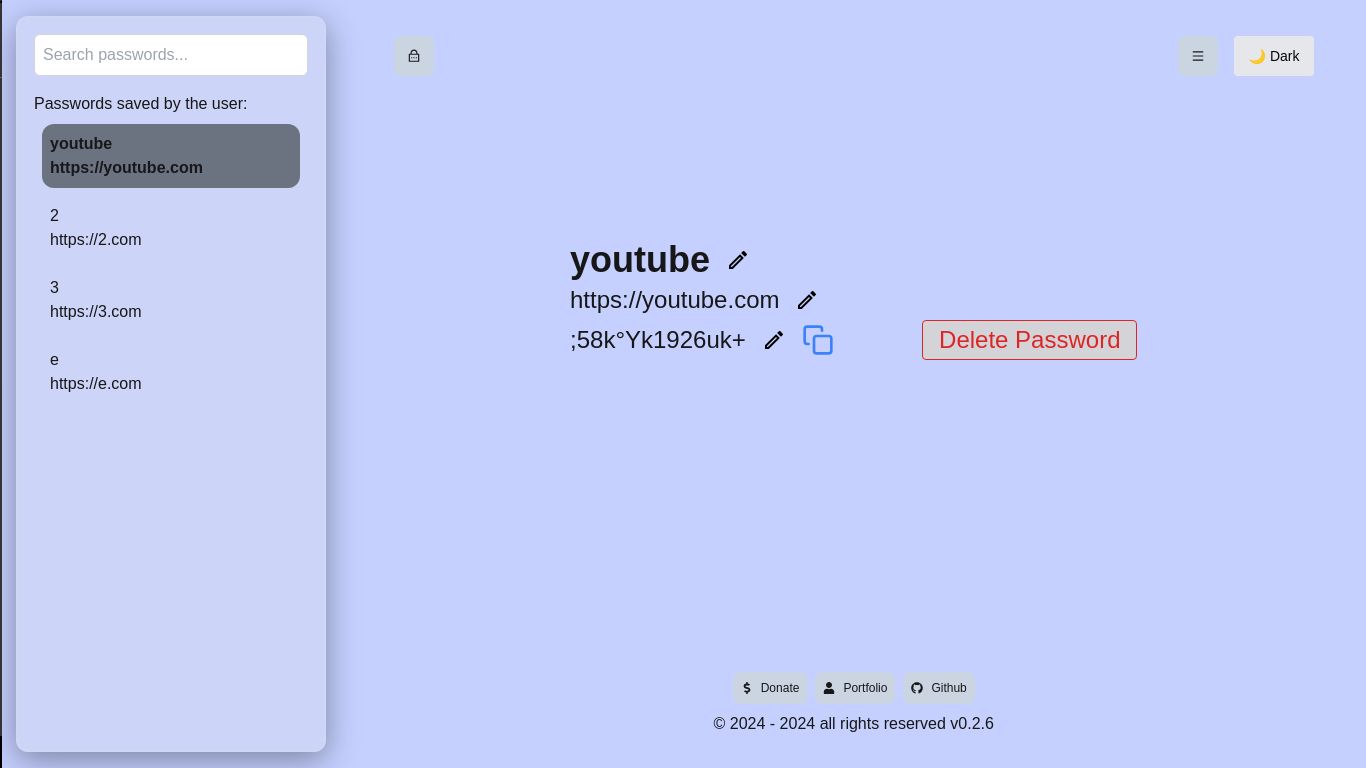 Search passwords...
Passwords saved by the user:
youtube
https://youtube.com
2
https://2.com
3
https://3.com
e
https://e.com
🌙 Dark
youtube
https://youtube.com
;58k°Yk1926uk+
Delete Password
Donate Portfolio Github
© 2024 - 2024 all rights reserved v0.2.6